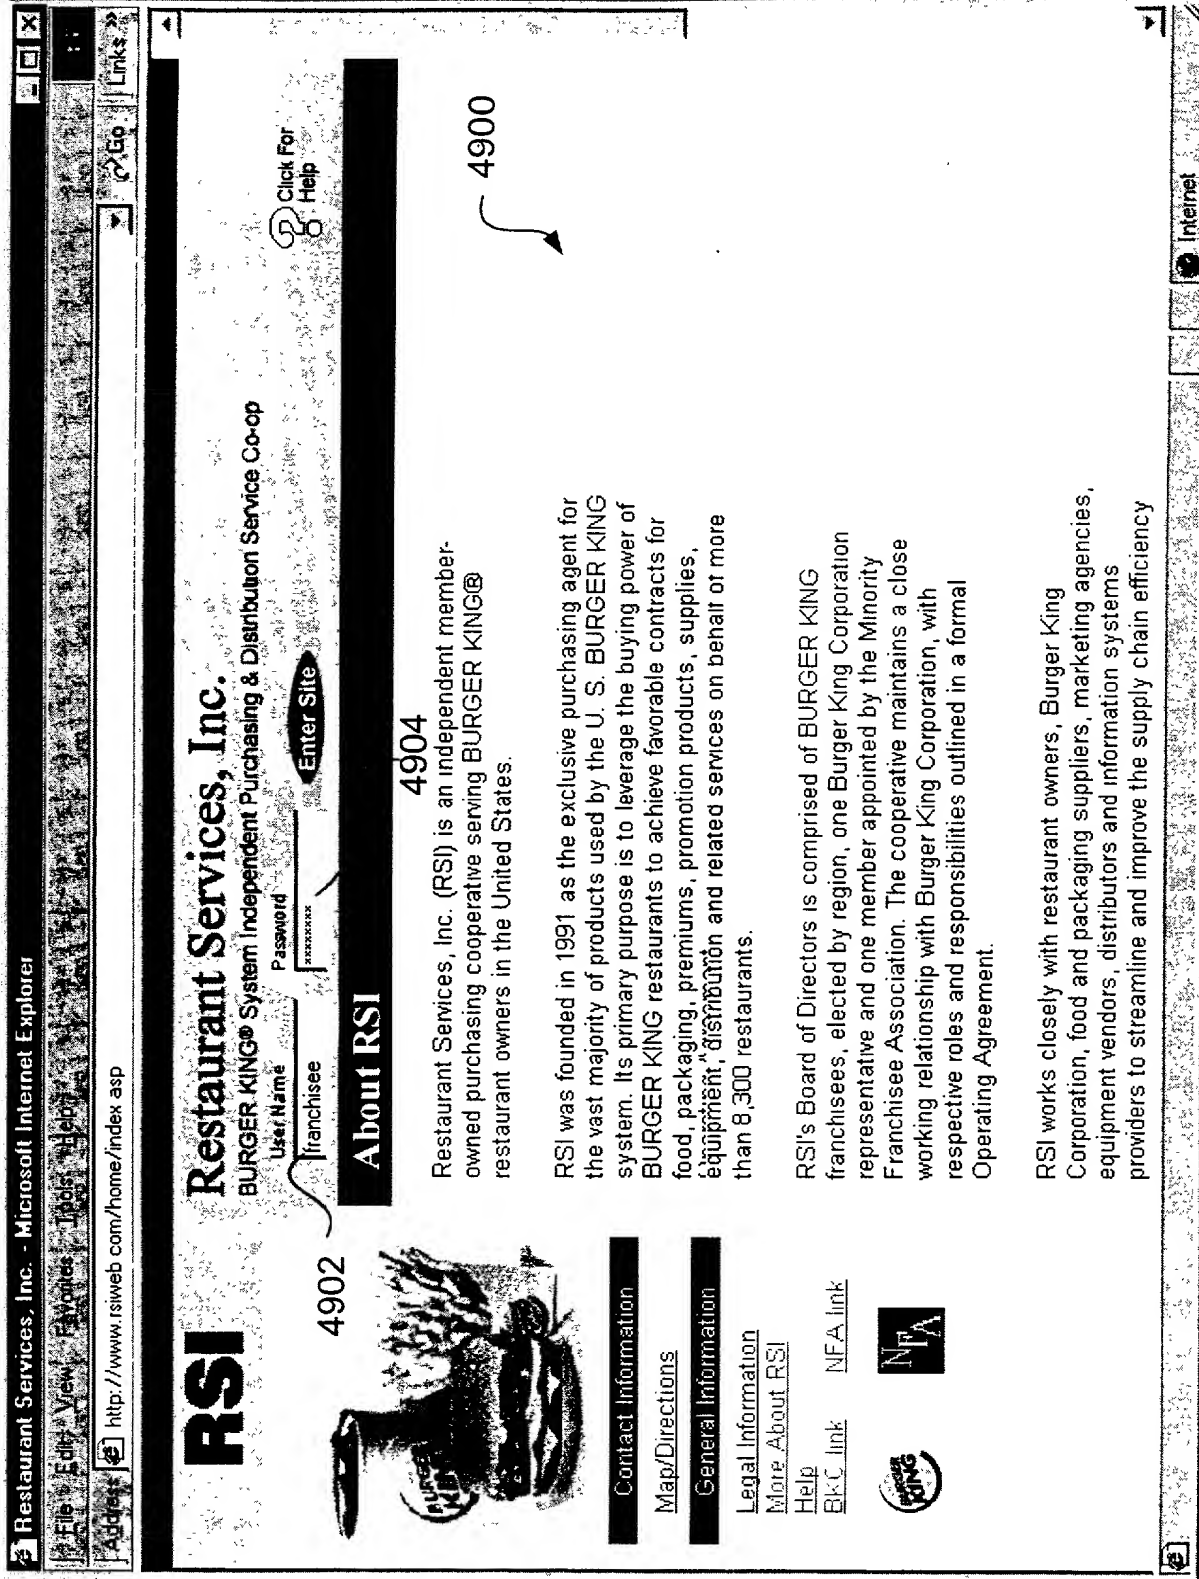 Restaurant Services, Inc. - Microsoft Internet Explorer
File Edit View Favorites Tools Help
Address http://www.rsiweb com/home/index asp Go Links »
RSI
Restaurant Services, Inc.
BURGER KING® System Independent Purchasing & Distribution Service Co-op
User Name Password
franchisee xxxxxxxxx Enter Site
Click For
Help
4902
About RSI
4904
4900
Restaurant Services, Inc. (RSI) is an independent member-
owned purchasing cooperative serving BURGER KING®
restaurant owners in the United States.
RSI was founded in 1991 as the exclusive purchasing agent for
the vast majority of products used by the U. S. BURGER KING
system. Its primary purpose is to leverage the buying power of
BURGER KING restaurants to achieve favorable contracts for
food, packaging, premiums, promotion products, supplies,
equipment, distribution and related services on behalf of more
than 8,300 restaurants.
RSI's Board of Directors is comprised of BURGER KING
franchisees, elected by region, one Burger King Corporation
representative and one member appointed by the Minority
Franchisee Association. The cooperative maintains a close
working relationship with Burger King Corporation, with
respective roles and responsibilities outlined in a formal
Operating Agreement.
RSI works closely with restaurant owners, Burger King
Corporation, food and packaging suppliers, marketing agencies,
equipment vendors, distributors and information systems
providers to streamline and improve the supply chain efficiency
BURGER
KING
Contact Information
Map/Directions
General Information
Legal Information
More About RSI
Help
BKC link NFA link
BURGER
KING
NFA
Internet